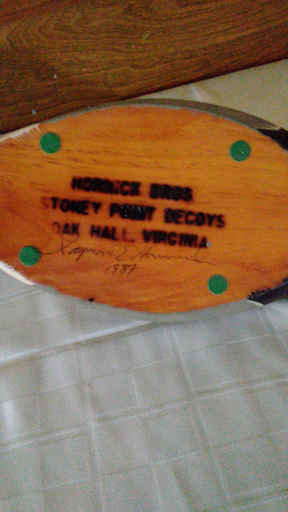 HORNICK BROS
STONEY POINT DECOYS
OAK HALL, VIRGINIA
1987